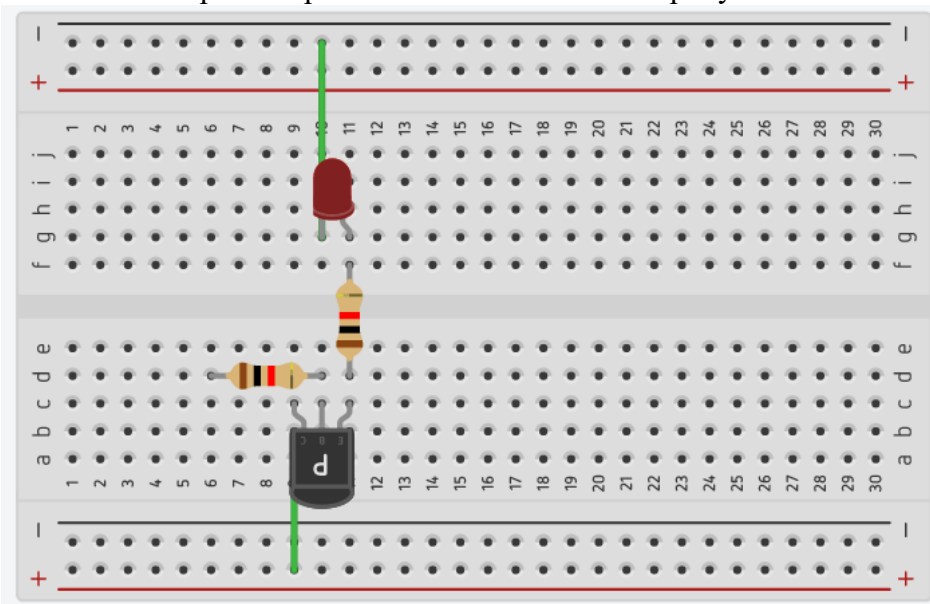 − −
+ +
1 2 3 4 5 6 7 8 9 11 12 13 14 15 16 17 18 19 20 21 22 23 24 25 26 27 28 29 30
j j
i i
h h
g g
f f
e e
d d
c c
b b
C B E
a P a
1 2 3 4 5 6 7 8 12 13 14 15 16 17 18 19 20 21 22 23 24 25 26 27 28 29 30
− −
+ +